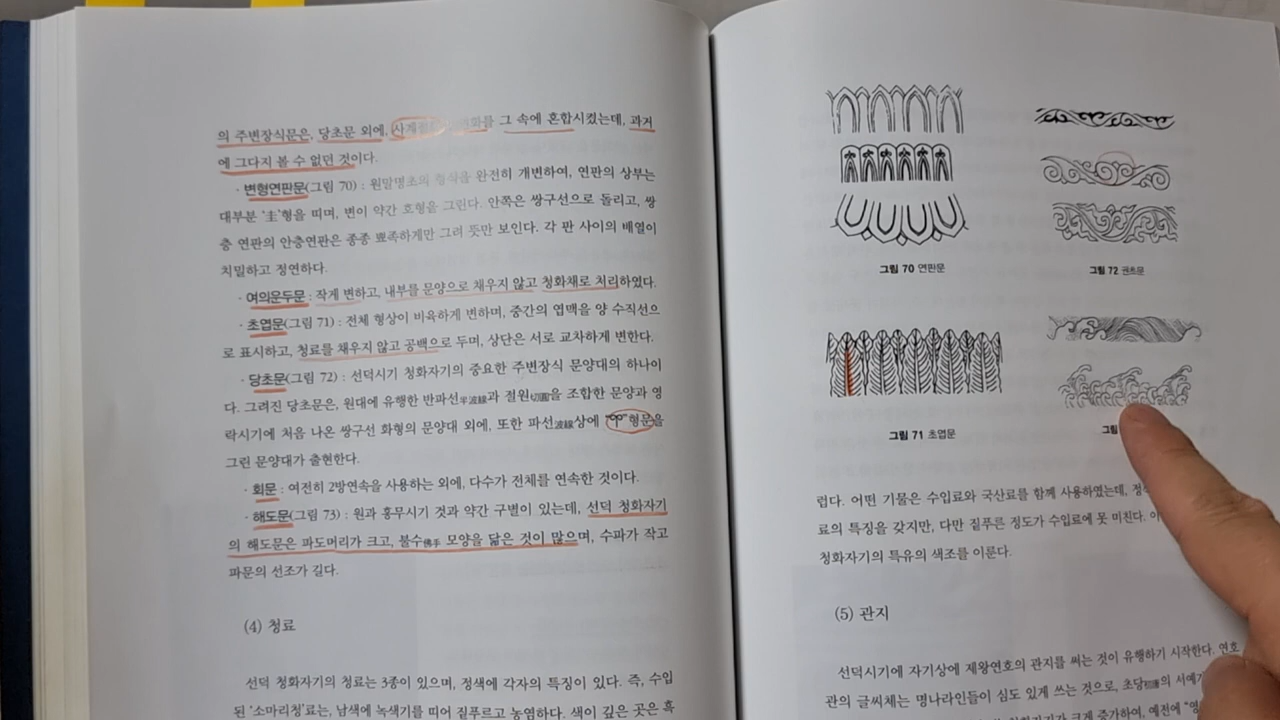 의 주변장식문은, 당초문 외에, 사계 를 그 속에 혼합시켰는데, 과거
에 그다지 볼 수 없던 것이다.
· 변형연판문(그림 70) : 원말명초의 형식을 완전히 개변하여, 연판의 상부는
대부분 '圭'형을 띠며, 변이 약간 호형을 그린다. 안쪽은 쌍구선으로 돌리고, 쌍
층 연판의 안층연판은 종종 뾰족하게만 그려 뜻만 보인다. 각 판 사이의 배열이
치밀하고 정연하다.
· 여의운두문 : 작게 변하고, 내부를 문양으로 채우지 않고 청화채로 처리하였다.
· 초엽문(그림 71) : 전체 형상이 비육하게 변하며, 중간의 엽맥을 양 수직선으
로 표시하고, 청료를 채우지 않고 공백으로 두며, 상단은 서로 교차하게 변한다.
· 당초문(그림 72) : 선덕시기 청화자기의 중요한 주변장식 문양대의 하나이
다. 그려진 당초문은, 원대에 유행한 반파선半波線과 절원切圓을 조합한 문양과 영
락시기에 처음 나온 쌍구선 화형의 문양대 외에, 또한 파선波線상에 형문을
그린 문양대가 출현한다.
· 회문 : 여전히 2방연속을 사용하는 외에, 다수가 전체를 연속한 것이다.
· 해도문(그림 73) : 원과 홍무시기 것과 약간 구별이 있는데, 선덕 청화자기
의 해도문은 파도머리가 크고, 불수佛手 모양을 닮은 것이 많으며, 수파가 작고
파문의 선조가 길다.
(4) 청료
선덕 청화자기의 청료는 3종이 있으며, 정색에 각자의 특징이 있다. 즉, 수입
된 '소마리청'료는, 남색에 녹색기를 띠어 짙푸르고 농염하다. 색이 깊은 곳은 흑
그림 70 연판문
그림 72 권초문
그림 71 초엽문
럽다. 어떤 기물은 수입료와 국산료를 함께 사용하였는데,
료의 특징을 갖지만, 다만 짙푸른 정도가 수입료에 못 미친다.
청화자기의 특유의 색조를 이룬다.
(5) 관지
선덕시기에 자기상에 제왕연호의 관지를 쓰는 것이 유행하기 시작한다. 연호
관의 글씨체는 명나라인들이 심도 있게 쓰는 것으로, 초당初唐의 서예가
크게 증가하여, 예전에 "영